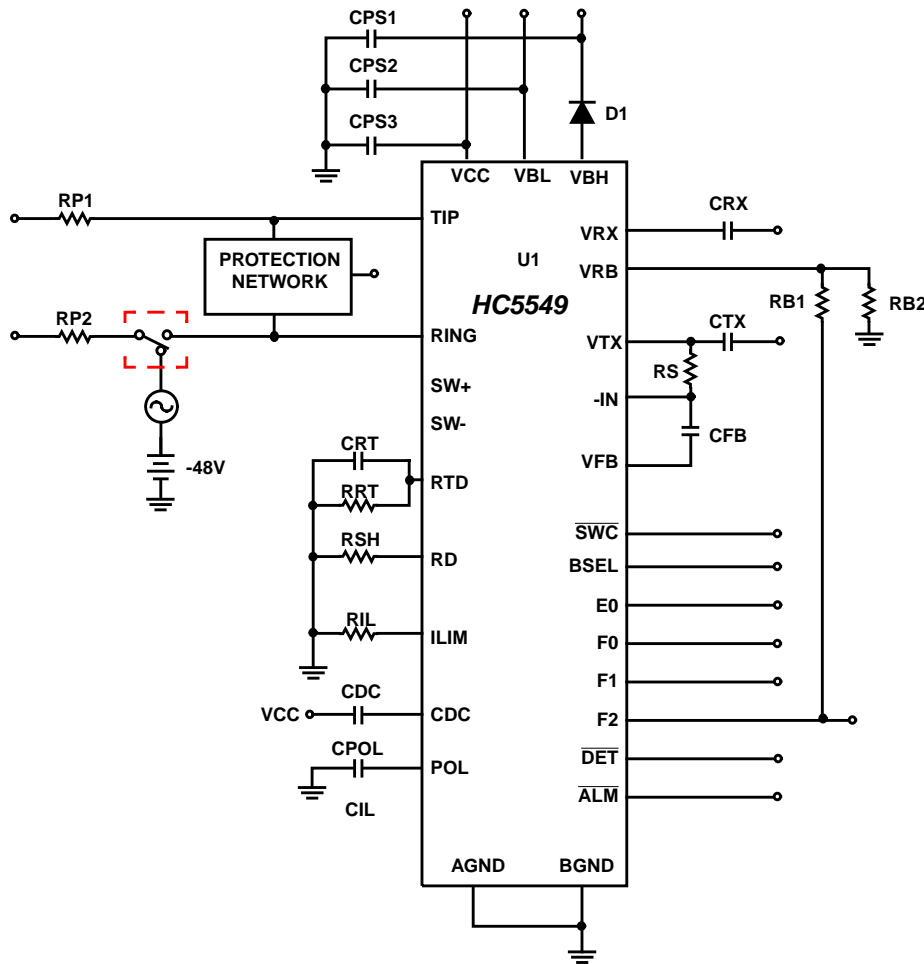 CPS1
CPS2
CPS3
D1
VCC VBL VBH
RP1
TIP
CRX
VRX
PROTECTION
NETWORK
U1
VRB
HC5549
RB1
RB2
RP2
RING
VTX
CTX
RS
SW+
-IN
SW-
CFB
-48V
CRT
VFB
RTD
RRT
SWC
RSH
RD
BSEL
E0
RIL
ILIM
F0
F1
CDC
VCC
CDC
F2
CPOL
POL
DET
CIL
ALM
AGND
BGND